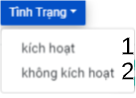 Tình Trạng
kích hoạt 1
không kích hoạt 2